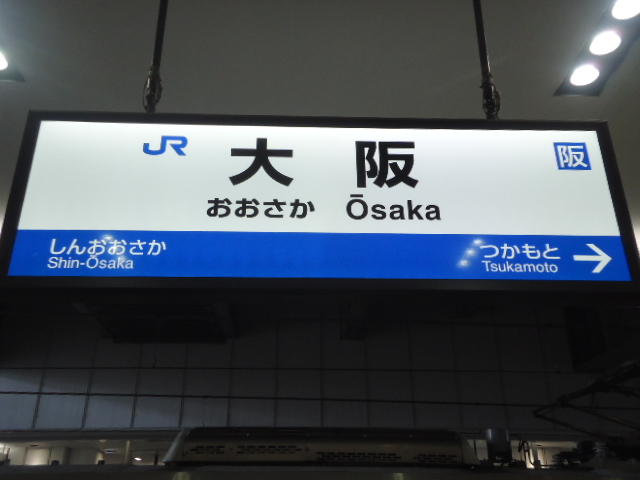 JR 大阪 阪
おおさか Ōsaka
しんおおさか つかもと →
Shin-Ōsaka Tsukamoto